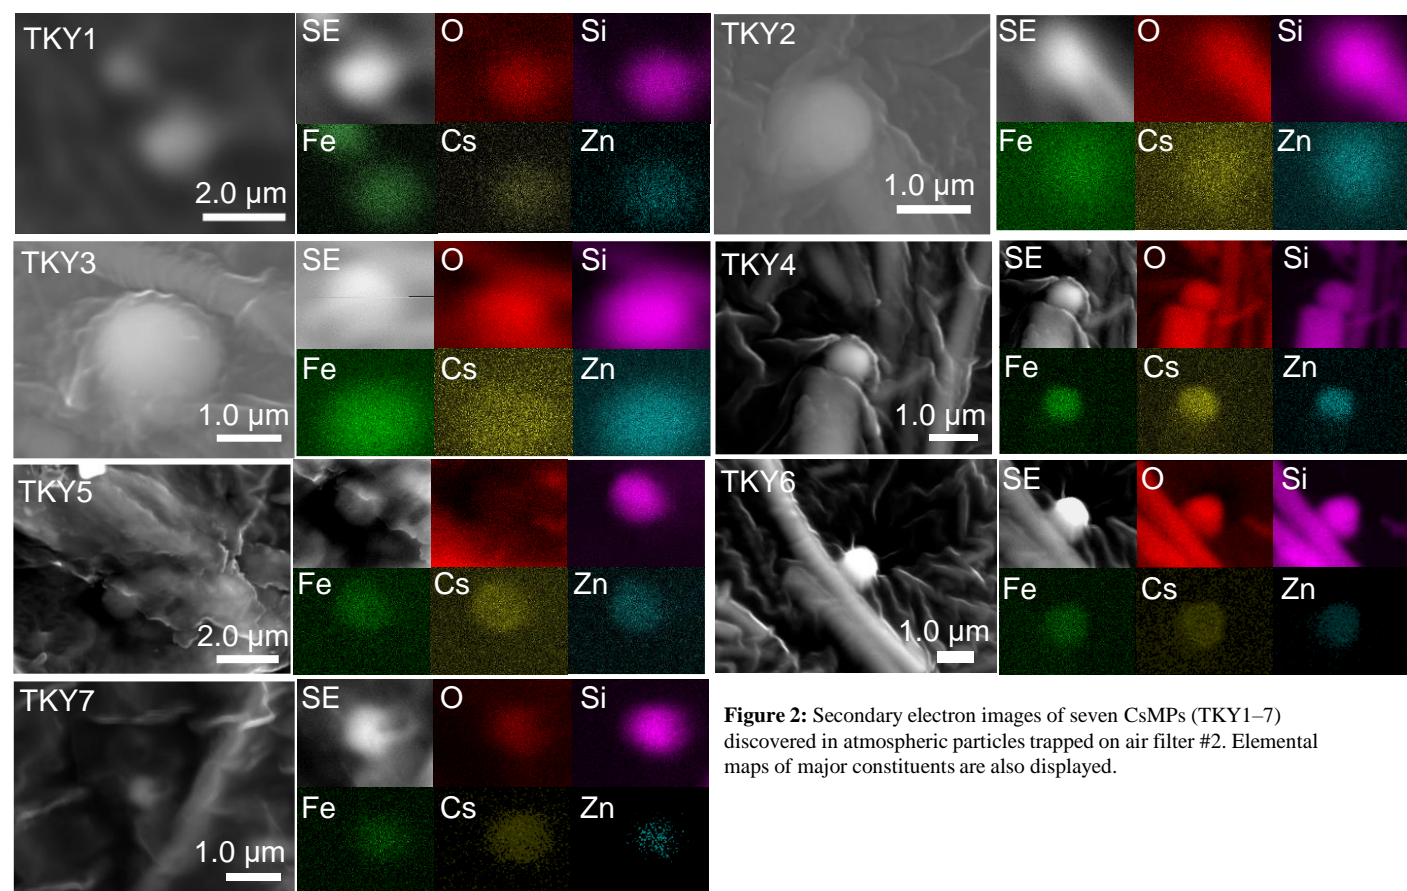 TKY1
SE
O
Si
Fe
Cs
Zn
2.0 µm
TKY2
SE
O
Si
Fe
Cs
Zn
1.0 µm
TKY3
SE
O
Si
Fe
Cs
Zn
1.0 µm
TKY4
SE
O
Si
Fe
Cs
Zn
1.0 µm
TKY5
Fe
Cs
Zn
2.0 µm
TKY6
SE
O
Si
Fe
Cs
Zn
1.0 µm
TKY7
SE
O
Si
Fe
Cs
Zn
1.0 µm
Figure 2: Secondary electron images of seven CsMPs (TKY1–7)
discovered in atmospheric particles trapped on air filter #2. Elemental
maps of major constituents are also displayed.